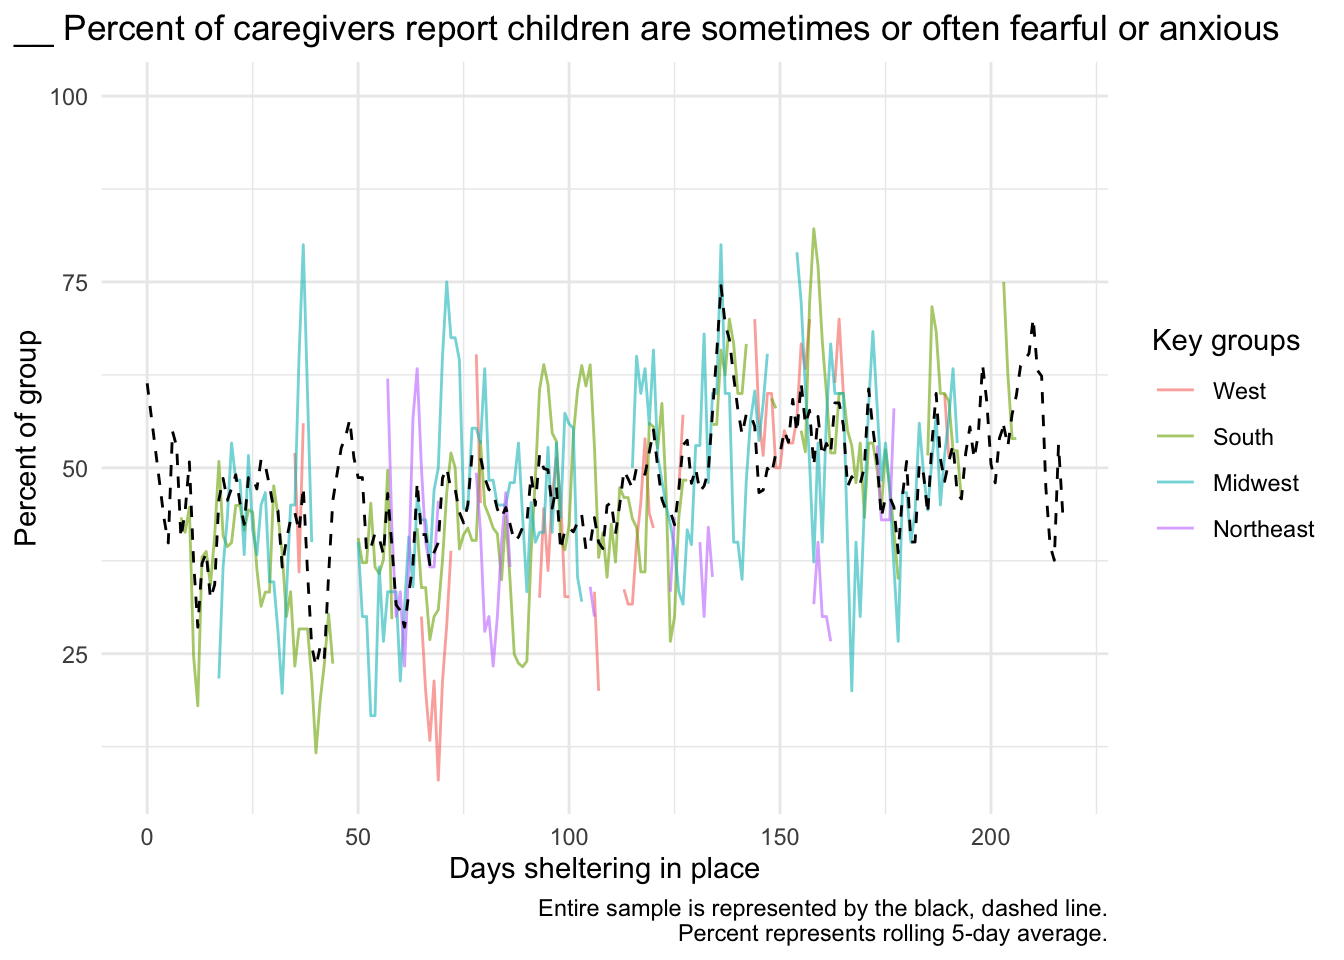 __ Percent of caregivers report children are sometimes or often fearful or anxious
100
75
50
25
Percent of group
0 50 100 150 200
Days sheltering in place
Key groups
West
South
Midwest
Northeast
Entire sample is represented by the black, dashed line.
Percent represents rolling 5-day average.